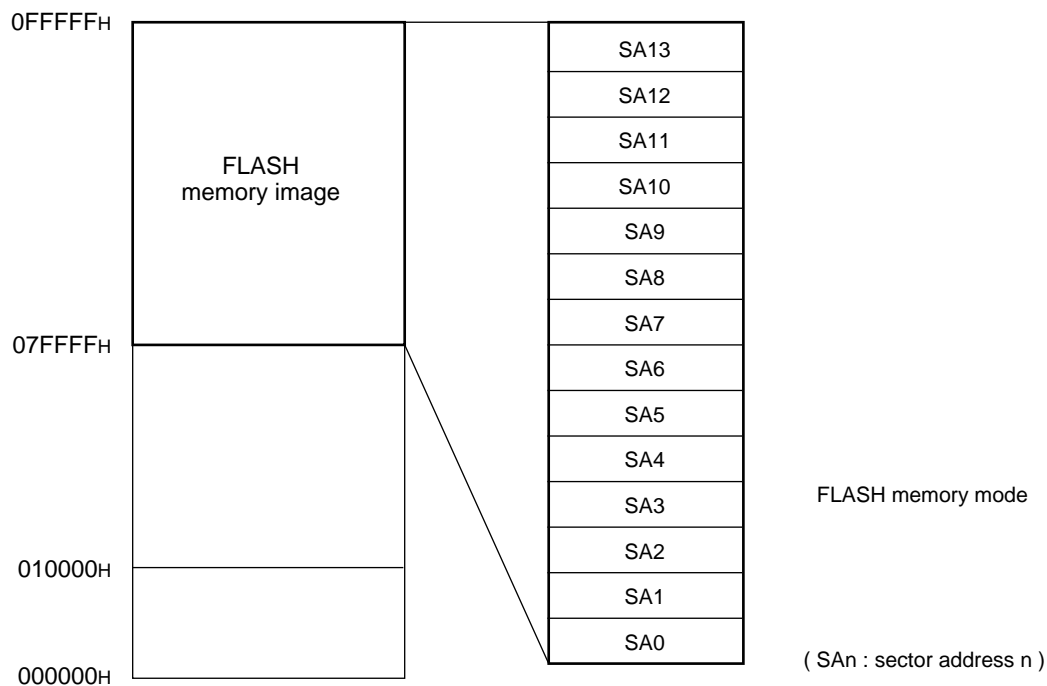 0FFFFFH
FLASH
memory image
07FFFFH
010000H
000000H
SA13
SA12
SA11
SA10
SA9
SA8
SA7
SA6
SA5
SA4
SA3
SA2
SA1
SA0
FLASH memory mode
( SAn : sector address n )